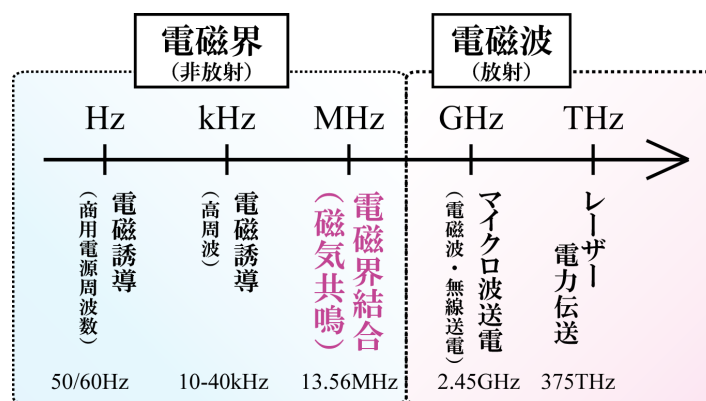 電磁界
(非放射)
電磁波
(放射)
Hz
kHz
MHz
GHz
THz
電磁誘導
(商用電源周波数)
電磁誘導
(高周波)
電磁界結合
(磁気共鳴)
マイクロ波送電
(電磁波・無線送電)
レーザー
電力伝送
50/60Hz
10-40kHz
13.56MHz
2.45GHz
375THz